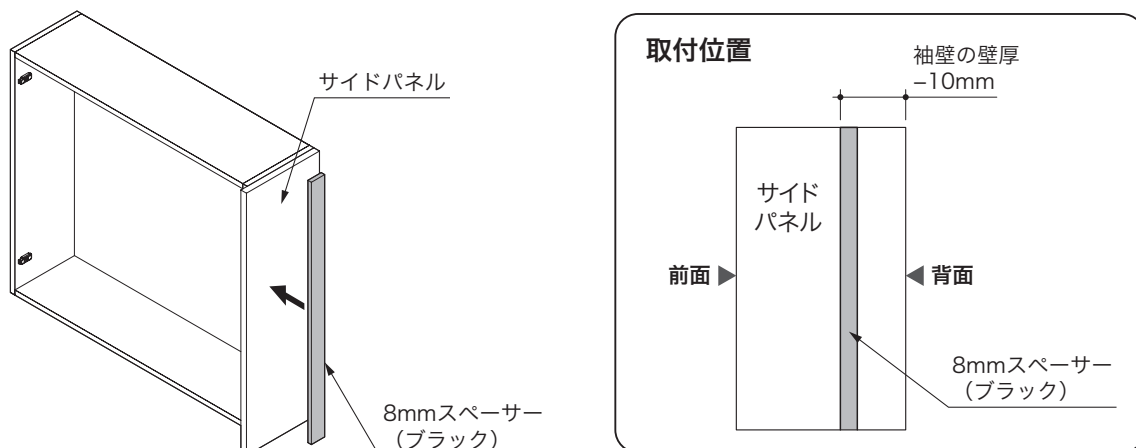 サイドパネル
8mmスペーサー
（ブラック）
取付位置
袖壁の壁厚
−10mm
サイド
パネル
前面
背面
8mmスペーサー
（ブラック）